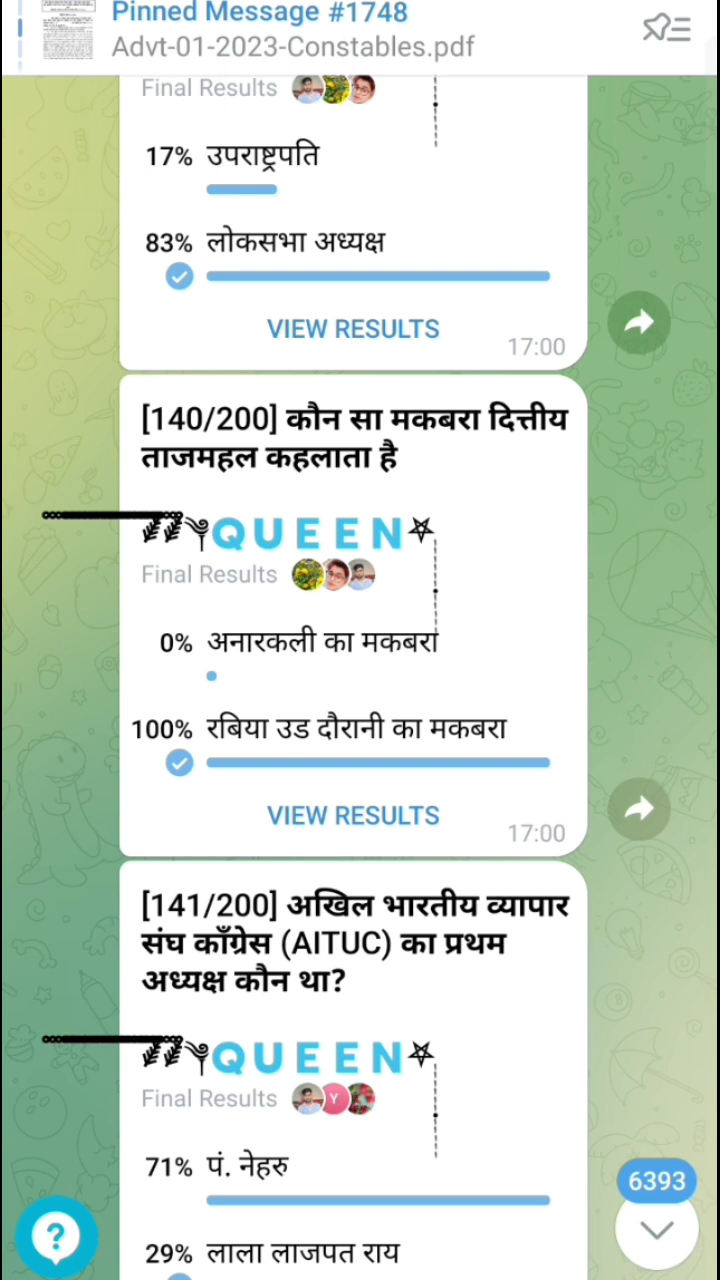 Pinned Message #1748
Advt-01-2023-Constables.pdf
Final Results
17% उपराष्ट्रपति
83% लोकसभा अध्यक्ष
VIEW RESULTS
17:00
[140/200] कौन सा मकबरा दित्तीय
ताजमहल कहलाता है
QUEEN
Final Results
0% अनारकली का मकबरा
100% रबिया उड दौरानी का मकबरा
VIEW RESULTS
17:00
[141/200] अखिल भारतीय व्यापार
संघ काँग्रेस (AITUC) का प्रथम
अध्यक्ष कौन था?
QUEEN
Final Results
Y
71% पं. नेहरु
6393
29% लाला लाजपत राय
?